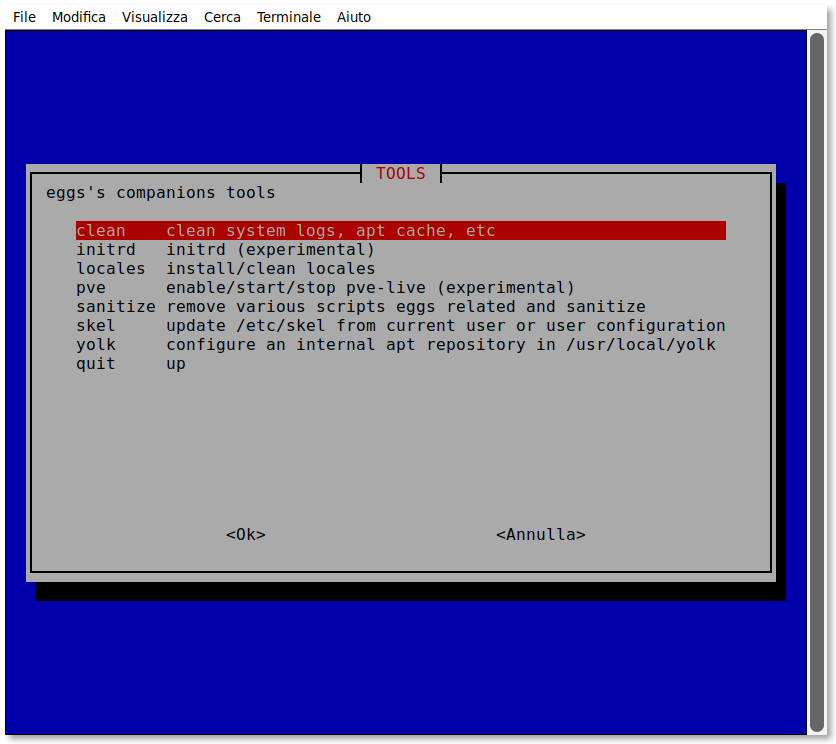 File Modifica Visualizza Cerca Terminale Aiuto
TOOLS
eggs's companions tools
clean clean system logs, apt cache, etc
initrd initrd (experimental)
locales install/clean locales
pve enable/start/stop pve-live (experimental)
sanitize remove various scripts eggs related and sanitize
skel update /etc/skel from current user or user configuration
yolk configure an internal apt repository in /usr/local/yolk
quit up
<Ok> <Annulla>